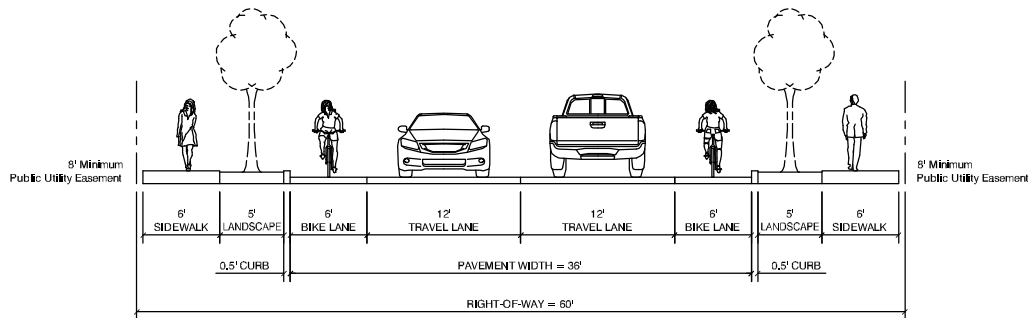 8' Minimum
Public Utility Easement
8' Minimum
Public Utility Easement
6'
SIDEWALK
5'
LANDSCAPE
6'
BIKE LANE
12'
TRAVEL LANE
12'
TRAVEL LANE
6'
BIKE LANE
5'
LANDSCAPE
6'
SIDEWALK
0.5' CURB
PAVEMENT WIDTH = 36'
0.5' CURB
RIGHT-OF-WAY = 60'